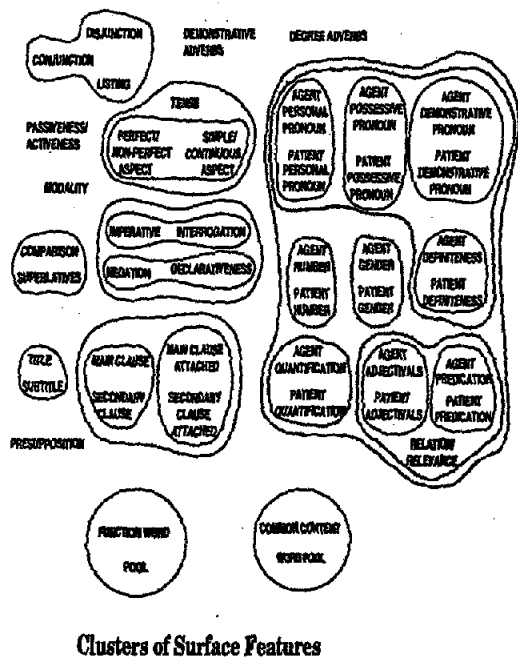 DISJUNCTION
CONJUNCTION
LISTING
DEMONSTRATIVE
ADVERBS
DEGREE ADVERBS
PASSIVENESS/
ACTIVENESS
TENSE
PERFECT/
NON-PERFECT
ASPECT
SIMPLE/
CONTINUOUS
ASPECT
MODALITY
IMPERATIVE INTERROGATION
NEGATION DECLARATIVENESS
COMPARISON
SUPERLATIVES
TITLE
SUBTITLE
MAIN CLAUSE
SECONDARY
CLAUSE
MAIN CLAUSE
ATTACHED
SECONDARY
CLAUSE
ATTACHED
PRESUPPOSITION
AGENT
PERSONAL
PRONOUN
PATIENT
PERSONAL
PRONOUN
AGENT
POSSESSIVE
PRONOUN
PATIENT
POSSESSIVE
PRONOUN
AGENT
DEMONSTRATIVE
PRONOUN
PATIENT
DEMONSTRATIVE
PRONOUN
AGENT
NUMBER
PATIENT
NUMBER
AGENT
GENDER
PATIENT
GENDER
AGENT
DEFINITENESS
PATIENT
DEFINITENESS
AGENT
QUANTIFICATION
PATIENT
QUANTIFICATION
AGENT
ADJECTIVALS
PATIENT
ADJECTIVALS
AGENT
PREDICATION
PATIENT
PREDICATION
RELATION/
RELEVANCE
FUNCTION WORD
POOL
COMMON CONTENT
WORD POOL
Clusters of Surface Features